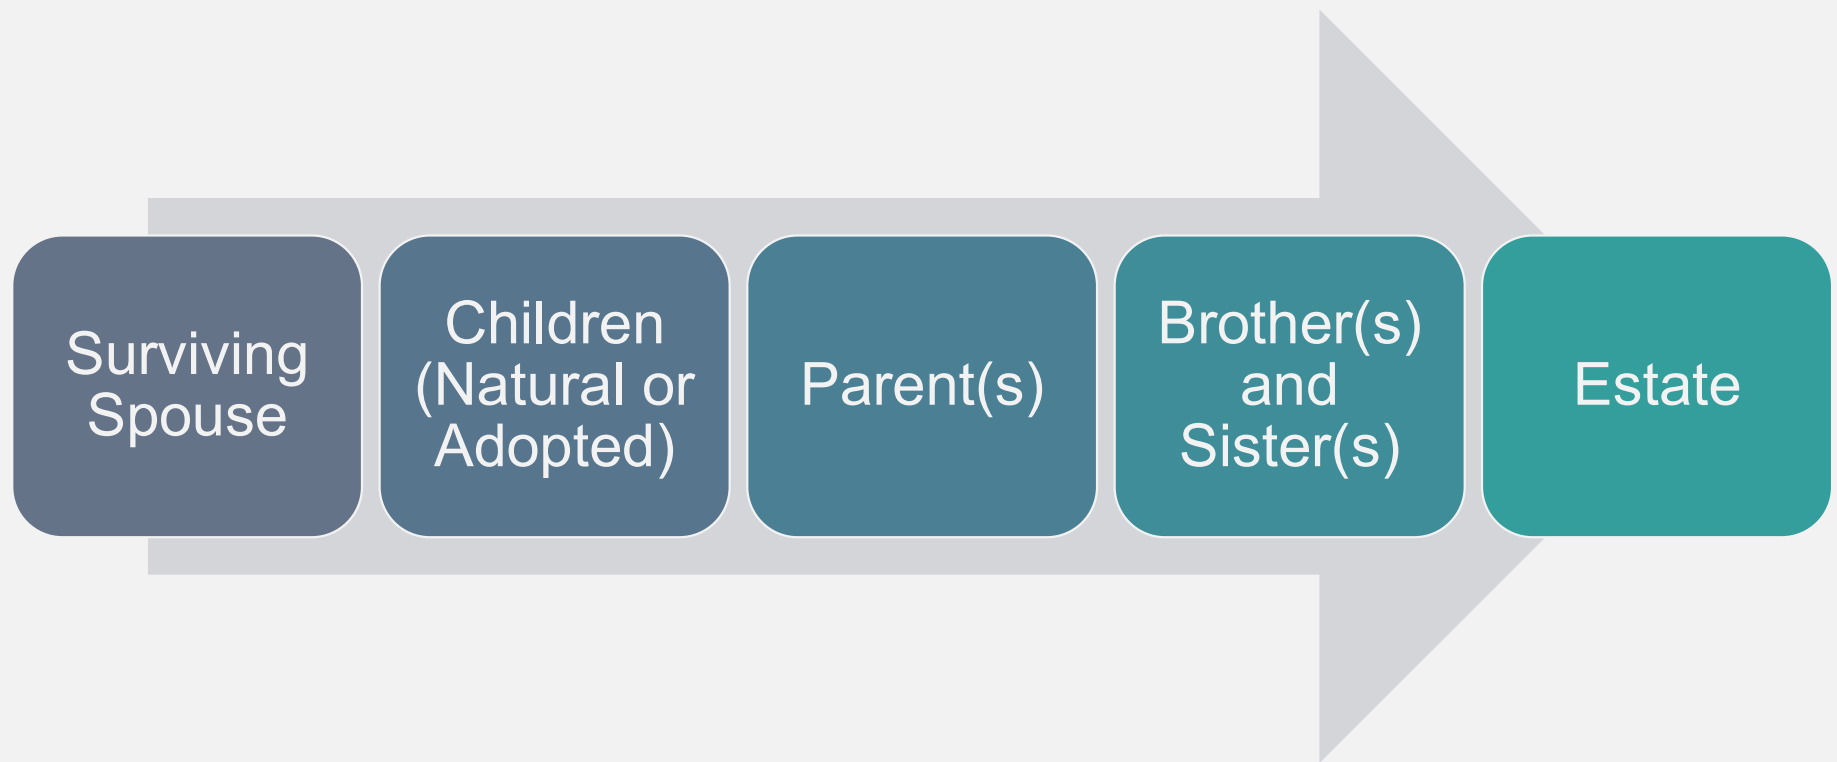 Surviving
Spouse
Children
(Natural or
Adopted)
Parent(s)
Brother(s)
and
Sister(s)
Estate